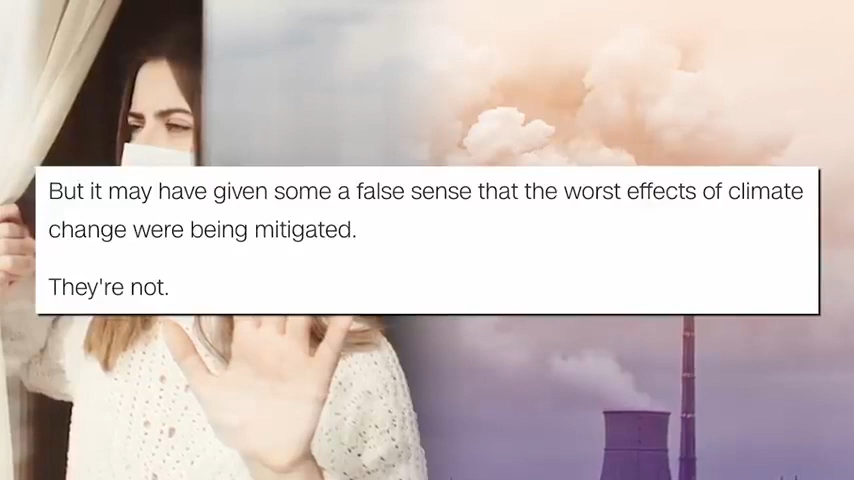 But it may have given some a false sense that the worst effects of climate
change were being mitigated.
They're not.